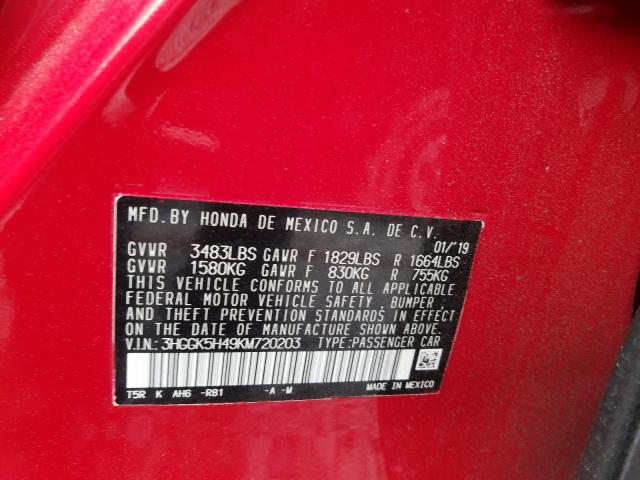 MFD. BY HONDA DE MEXICO S.A. DE C.V.
01/'19
GVWR 3483LBS GAWR F 1829LBS R 1664LBS
GVWR 1580KG GAWR F 830KG R 755KG
THIS VEHICLE CONFORMS TO ALL APPLICABLE
FEDERAL MOTOR VEHICLE SAFETY, BUMPER
AND THEFT PREVENTION STANDARDS IN EFFECT
ON THE DATE OF MANUFACTURE SHOWN ABOVE.
V.I.N.: 3HGGK5H49KM720203 TYPE:PASSENGER CAR
T5R K AH6 -R81 -A -M MADE IN MEXICO